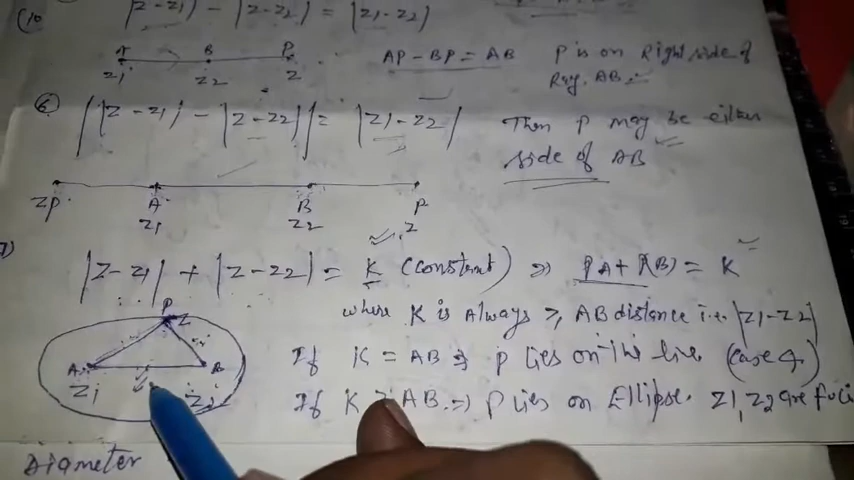 (10
|z-z1| - |z-z2| = |z1-z2|
A B P
z1 z2 z
AP-BP=AB P is on Right side of
Ray. AB.
6 ||z-z1| - |z-z2|| = |z1-z2| Then P may be either
side of AB
zp A B P
z1 z2 z
7) |z-z1| + |z-z2| = K (constant) => PA+PB) = K
where K is Always ≥ AB distance i.e. |z1-z2|
P
z
A B
z1 z2
If K = AB => P lies on the line (case 4)
If K > AB => P lies on Ellipse. z1, z2 are foci
Diameter